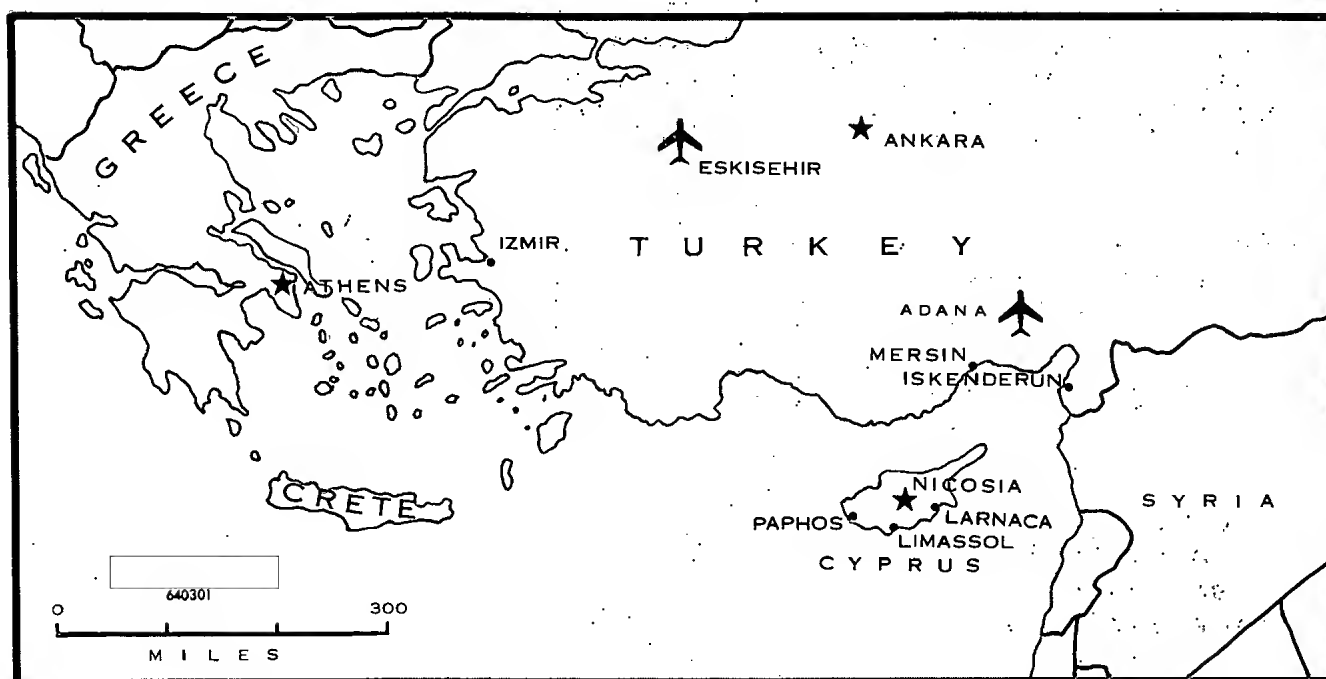 GREECE
ANKARA
ESKISEHIR
IZMIR
TURKEY
ATHENS
ADANA
MERSIN
ISKENDERUN
CRETE
NICOSIA
SYRIA
PAPHOS
LARNACA
LIMASSOL
CYPRUS
640301
0 300
MILES